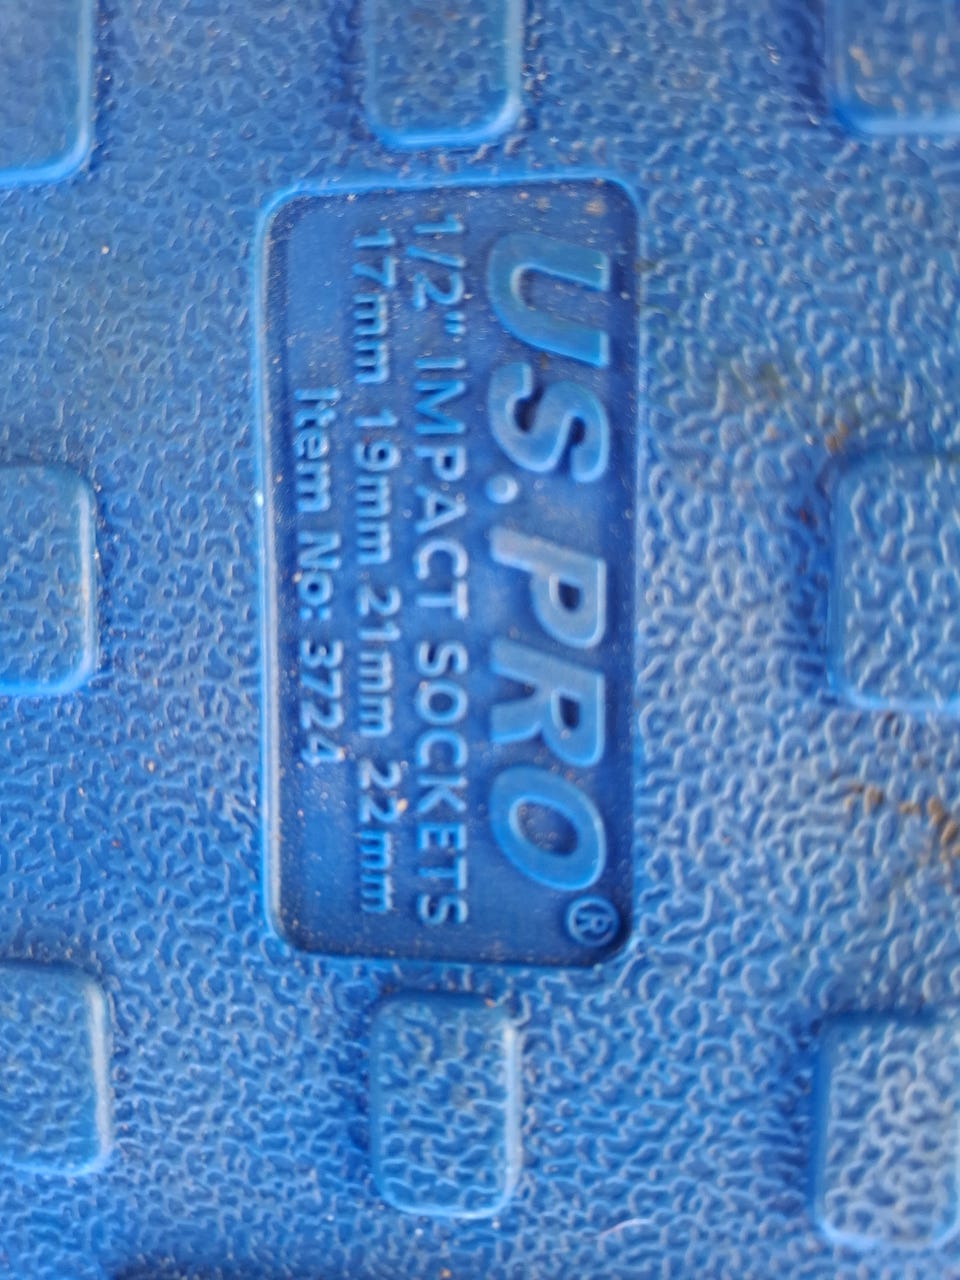 US.PRO®
1/2" IMPACT SOCKETS
17mm 19mm 21mm 22mm
Item No: 3724